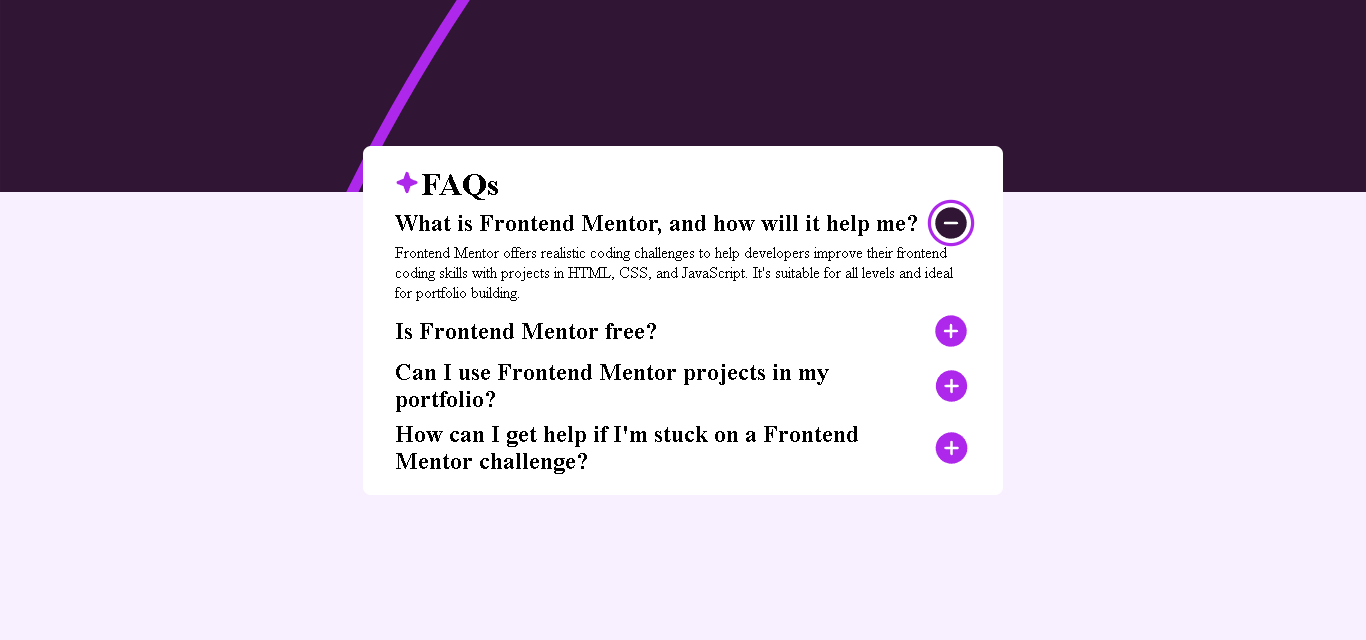 FAQs
What is Frontend Mentor, and how will it help me?
Frontend Mentor offers realistic coding challenges to help developers improve their frontend
coding skills with projects in HTML, CSS, and JavaScript. It's suitable for all levels and ideal
for portfolio building.
Is Frontend Mentor free?
Can I use Frontend Mentor projects in my
portfolio?
How can I get help if I'm stuck on a Frontend
Mentor challenge?